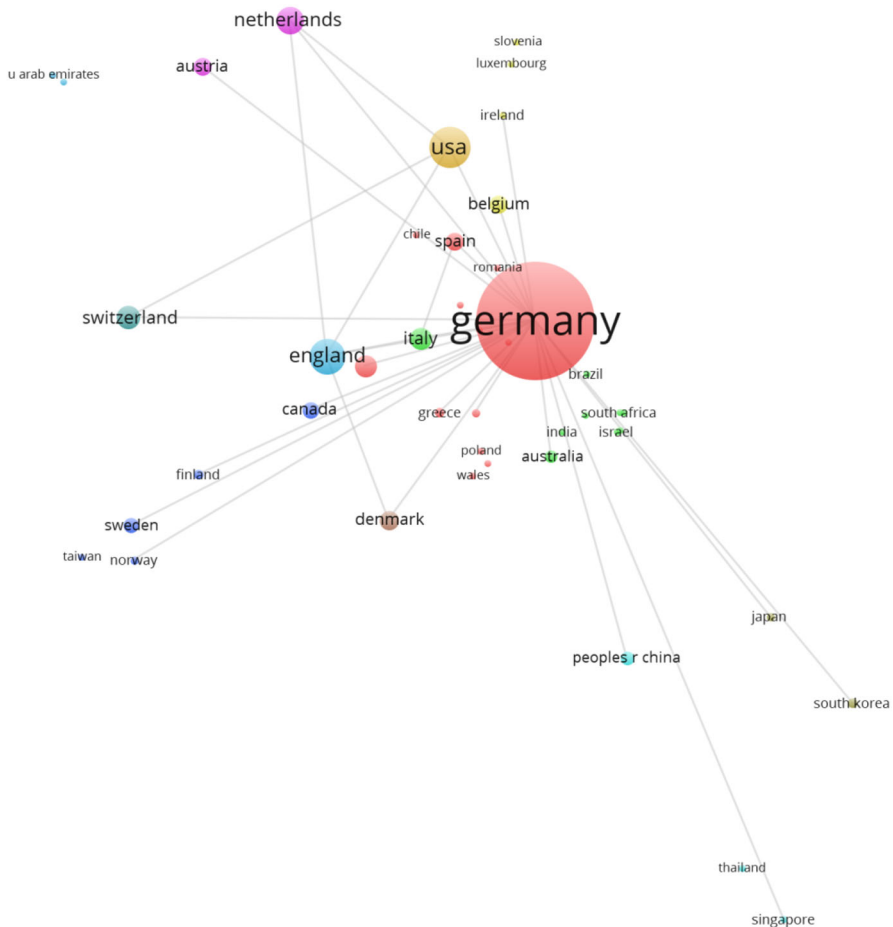 netherlands
slovenia
luxembourg
austria
u arab emirates
ireland
usa
belgium
chile
spain
romania
switzerland
germany
italy
england
brazil
canada
greece
south africa
india
israel
poland
australia
finland
wales
denmark
sweden
taiwan
norway
japan
peoples r china
south korea
thailand
singapore